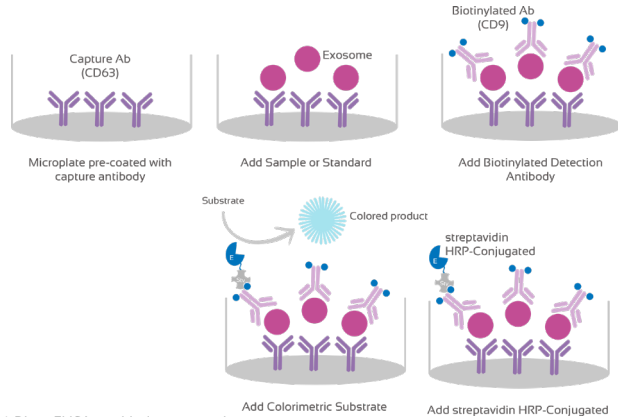 Capture Ab
(CD63)
Microplate pre-coated with
capture antibody
Exosome
Add Sample or Standard
Biotinylated Ab
(CD9)
Add Biotinylated Detection
Antibody
Substrate
Colored product
E
Add Colorimetric Substrate
streptavidin
HRP-Conjugated
E
Add streptavidin HRP-Conjugated